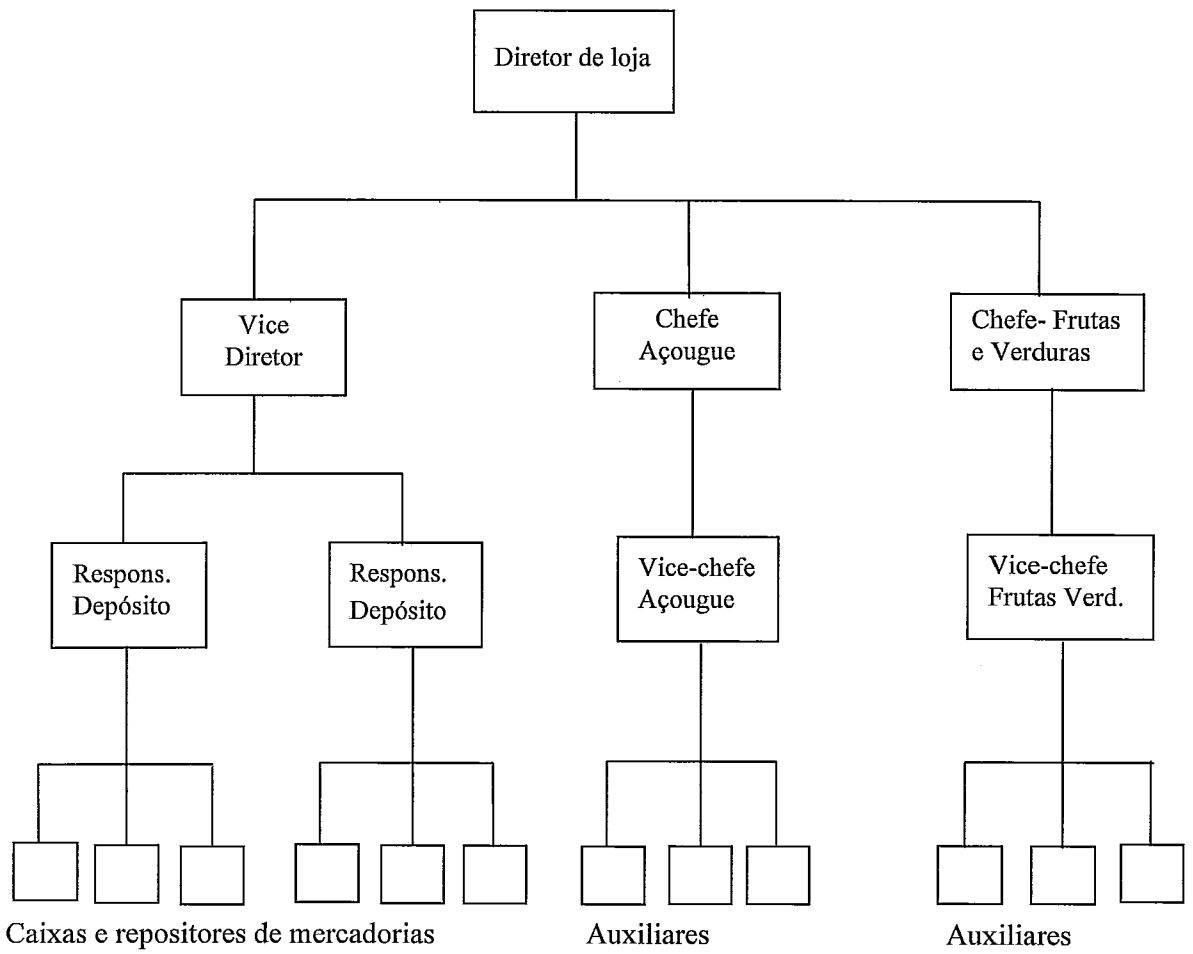 Diretor de loja
Vice
Diretor
Chefe
Açougue
Chefe- Frutas
e Verduras
Respons.
Depósito
Respons.
Depósito
Vice-chefe
Açougue
Vice-chefe
Frutas Verd.
Caixas e repositores de mercadorias
Auxiliares
Auxiliares